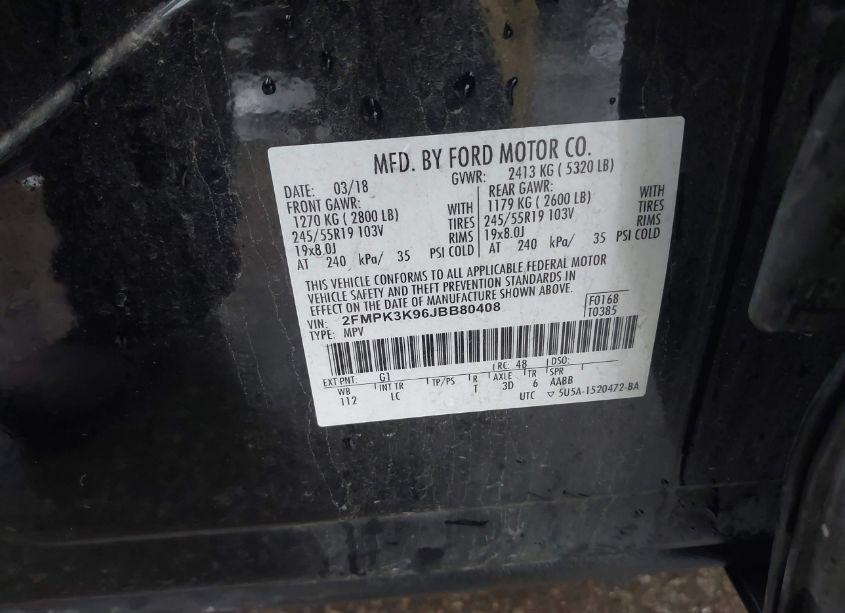 MFD. BY FORD MOTOR CO.
DATE: 03/18 GVWR: 2413 KG ( 5320 LB)
FRONT GAWR: REAR GAWR:
1270 KG ( 2800 LB) WITH 1179 KG ( 2600 LB) WITH
245/55R19 103V TIRES 245/55R19 103V TIRES
19x8.0J RIMS 19x8.0J RIMS
AT 240 kPa/ 35 PSI COLD AT 240 kPa/ 35 PSI COLD
THIS VEHICLE CONFORMS TO ALL APPLICABLE FEDERAL MOTOR
VEHICLE SAFETY AND THEFT PREVENTION STANDARDS IN
EFFECT ON THE DATE OF MANUFACTURE SHOWN ABOVE.
VIN: 2FMPK3K96JBB80408 F0168
TYPE: MPV T0385
EXT PNT: G1 RC: 48 DSO:
WB INT TR TP/PS R AXLE TR SPR
112 LC T 3D 6 AABB
UTC ▽ 5U5A-1520472-BA